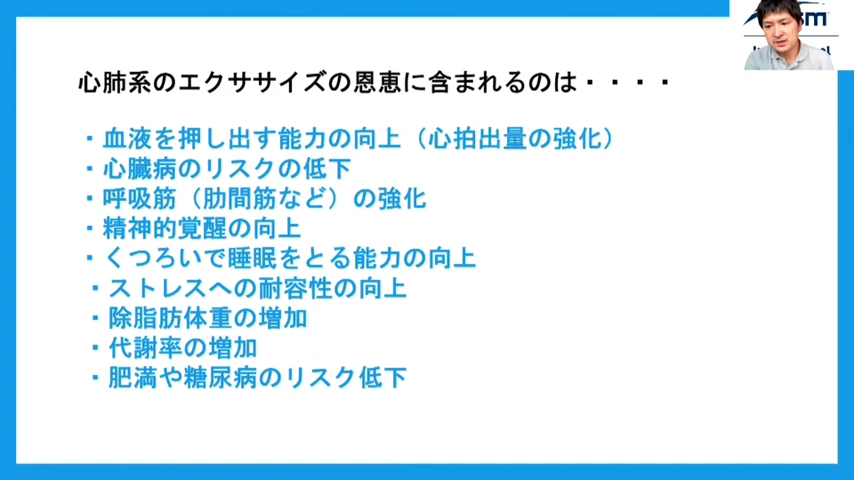 心肺系のエクササイズの恩恵に含まれるのは・・・・
・血液を押し出す能力の向上（心拍出量の強化）
・心臓病のリスクの低下
・呼吸筋（肋間筋など）の強化
・精神的覚醒の向上
・くつろいで睡眠をとる能力の向上
・ストレスへの耐容性の向上
・除脂肪体重の増加
・代謝率の増加
・肥満や糖尿病のリスク低下